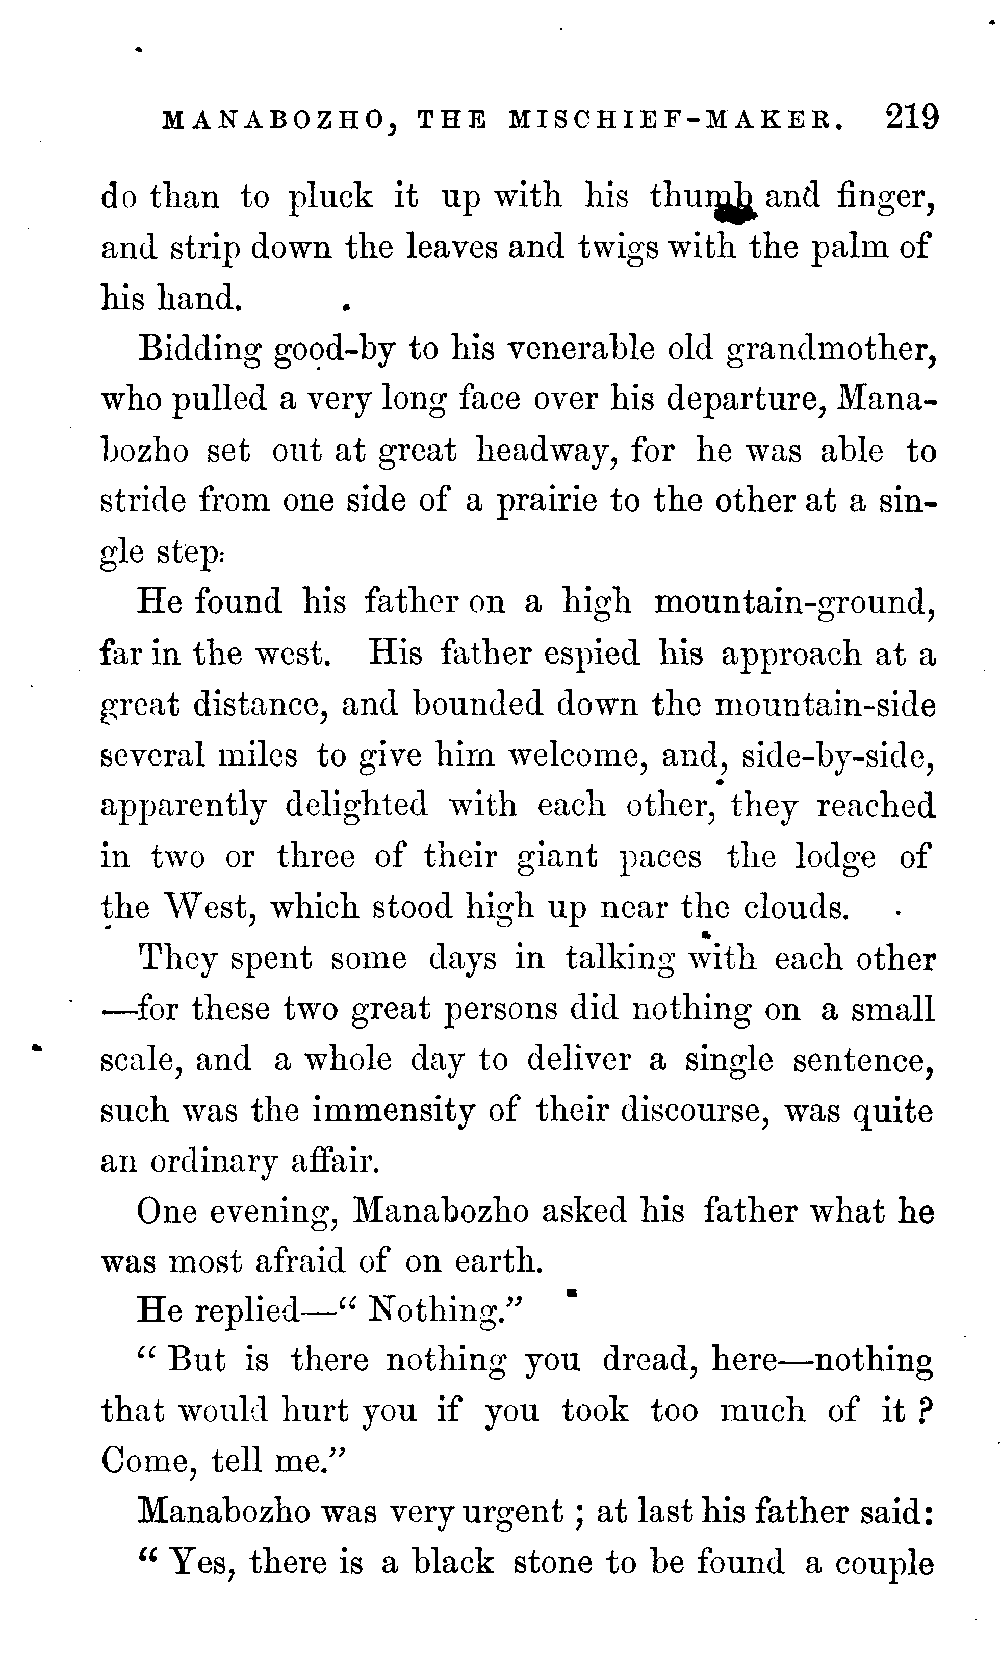 MANABOZHO, THE MISCHIEF-MAKER. 219
do than to pluck it up with his thumb and finger,
and strip down the leaves and twigs with the palm of
his hand.
Bidding good-by to his venerable old grandmother,
who pulled a very long face over his departure, Mana-
bozho set out at great headway, for he was able to
stride from one side of a prairie to the other at a sin-
gle step.
He found his father on a high mountain-ground,
far in the west. His father espied his approach at a
great distance, and bounded down the mountain-side
several miles to give him welcome, and, side-by-side,
apparently delighted with each other, they reached
in two or three of their giant paces the lodge of
the West, which stood high up near the clouds.
They spent some days in talking with each other
—for these two great persons did nothing on a small
scale, and a whole day to deliver a single sentence,
such was the immensity of their discourse, was quite
an ordinary affair.
One evening, Manabozho asked his father what he
was most afraid of on earth.
He replied—“ Nothing.”
“ But is there nothing you dread, here—nothing
that would hurt you if you took too much of it ?
Come, tell me.”
Manabozho was very urgent ; at last his father said:
“ Yes, there is a black stone to be found a couple